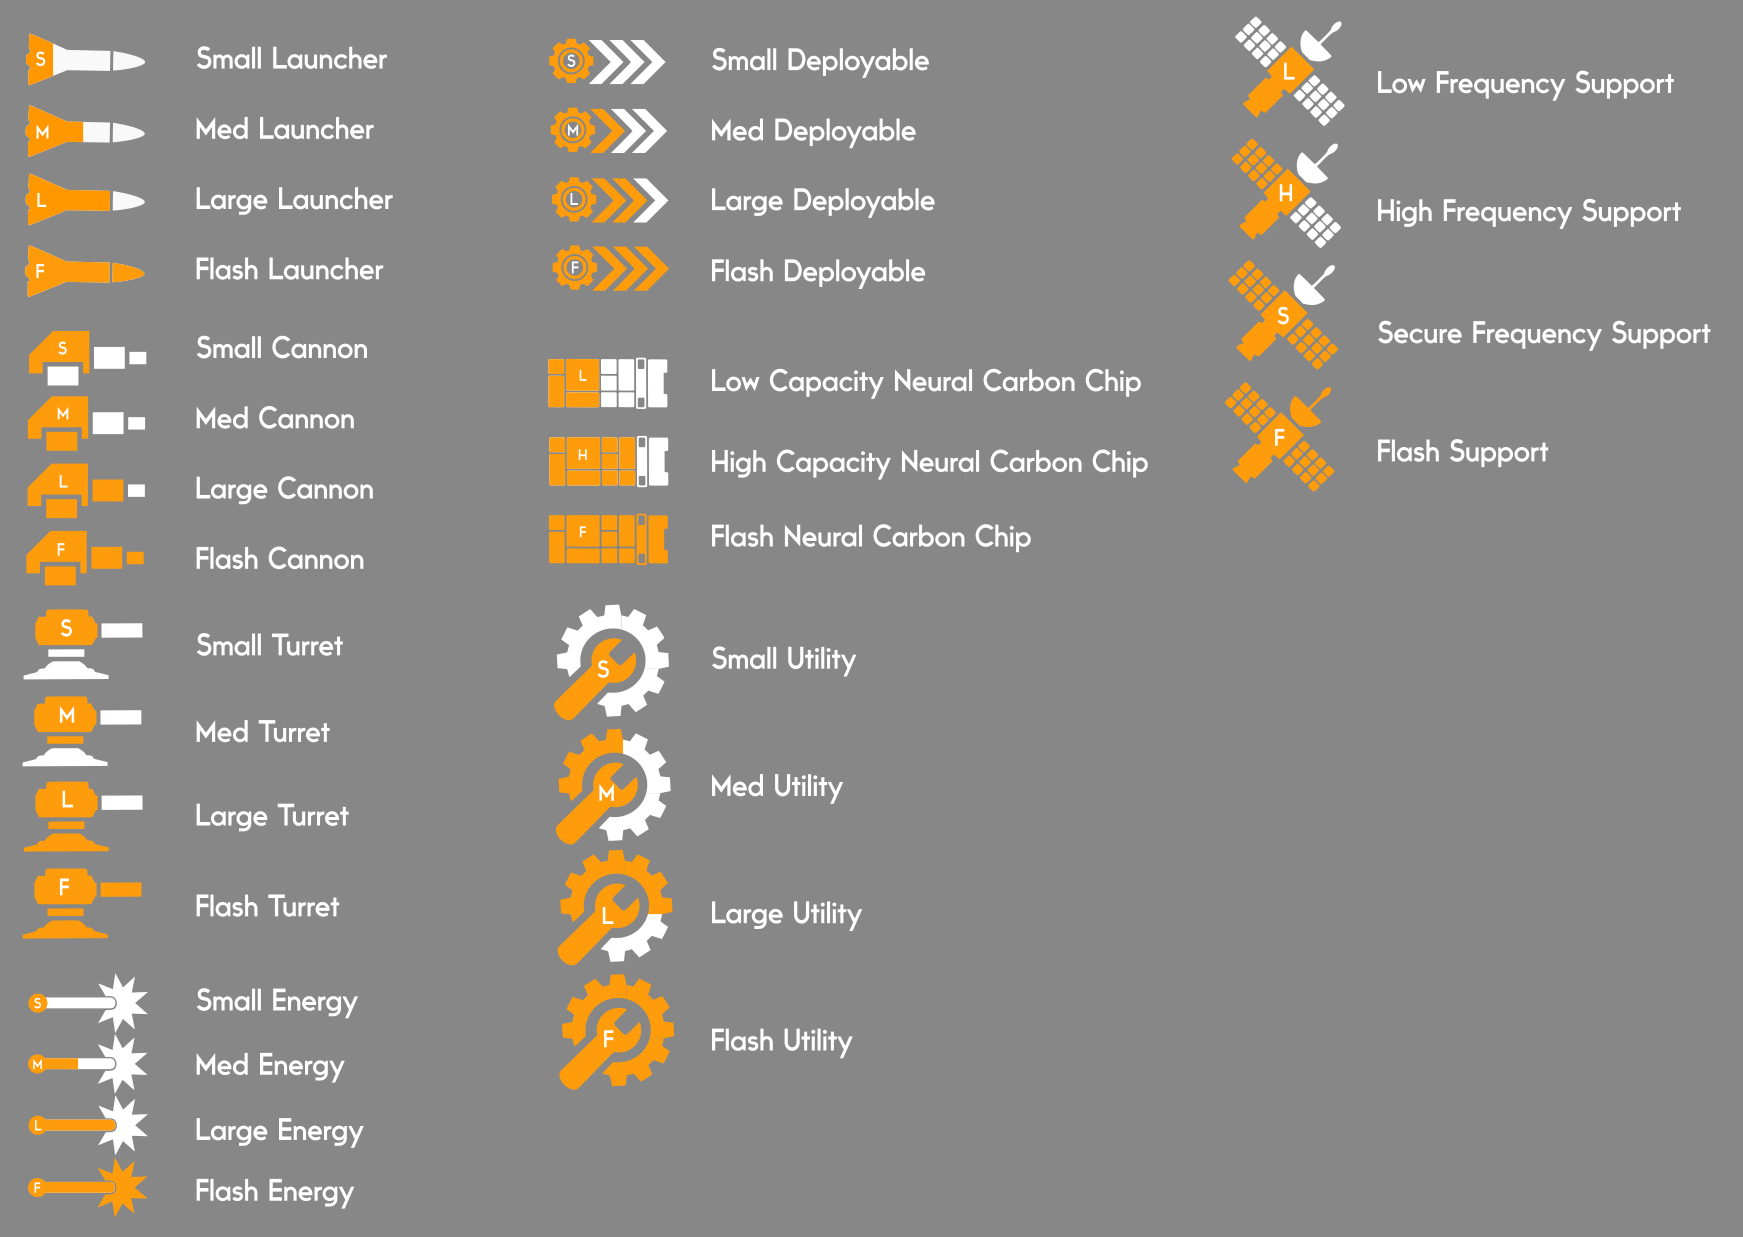 S Small Launcher
M Med Launcher
L Large Launcher
F Flash Launcher
S Small Cannon
M Med Cannon
L Large Cannon
F Flash Cannon
S Small Turret
M Med Turret
L Large Turret
F Flash Turret
S Small Energy
M Med Energy
L Large Energy
F Flash Energy
S Small Deployable
M Med Deployable
L Large Deployable
F Flash Deployable
L Low Capacity Neural Carbon Chip
H High Capacity Neural Carbon Chip
F Flash Neural Carbon Chip
S Small Utility
M Med Utility
L Large Utility
F Flash Utility
L Low Frequency Support
H High Frequency Support
S Secure Frequency Support
F Flash Support